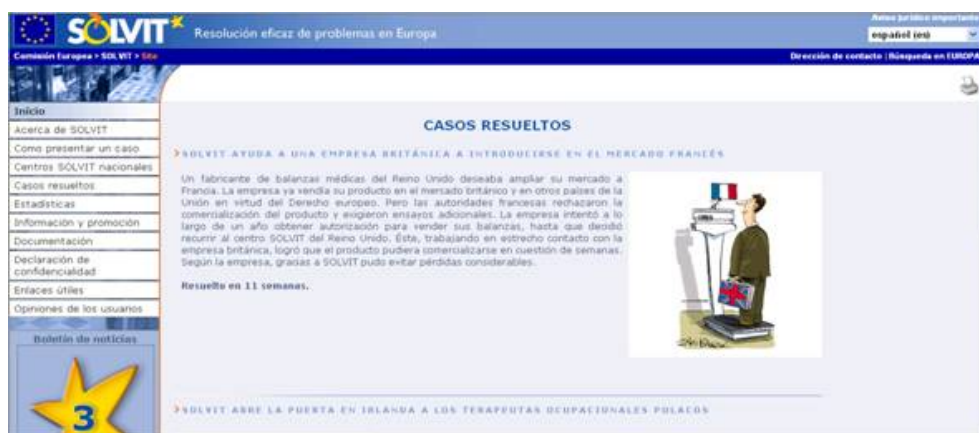 Aviso jurídico importante
SOLVIT
Resolución eficaz de problemas en Europa
español (es)
Comisión Europea > SOLVIT > Site
Dirección de contacto | Búsqueda en EUROPA
Inicio
Acerca de SOLVIT
Como presentar un caso
Centros SOLVIT nacionales
Casos resueltos
Estadísticas
Información y promoción
Documentación
Declaración de
confidencialidad
Enlaces útiles
Opiniones de los usuarios
Boletín de noticias
3
CASOS RESUELTOS
SOLVIT AYUDA A UNA EMPRESA BRITÁNICA A INTRODUCIRSE EN EL MERCADO FRANCÉS
Un fabricante de balanzas médicas del Reino Unido deseaba ampliar su mercado a
Francia. La empresa ya vendía su producto en el mercado británico y en otros países de la
Unión en virtud del Derecho europeo. Pero las autoridades francesas rechazaron la
comercialización del producto y exigieron ensayos adicionales. La empresa intentó a lo
largo de un año obtener autorización para vender sus balanzas, hasta que decidió
recurrir al centro SOLVIT del Reino Unido. Éste, trabajando en estrecho contacto con la
empresa británica, logró que el producto pudiera comercializarse en cuestión de semanas.
Según la empresa, gracias a SOLVIT pudo evitar pérdidas considerables.
Resuelto en 11 semanas.
SOLVIT ABRE LA PUERTA EN IRLANDA A LOS TERAPEUTAS OCUPACIONALES POLACOS